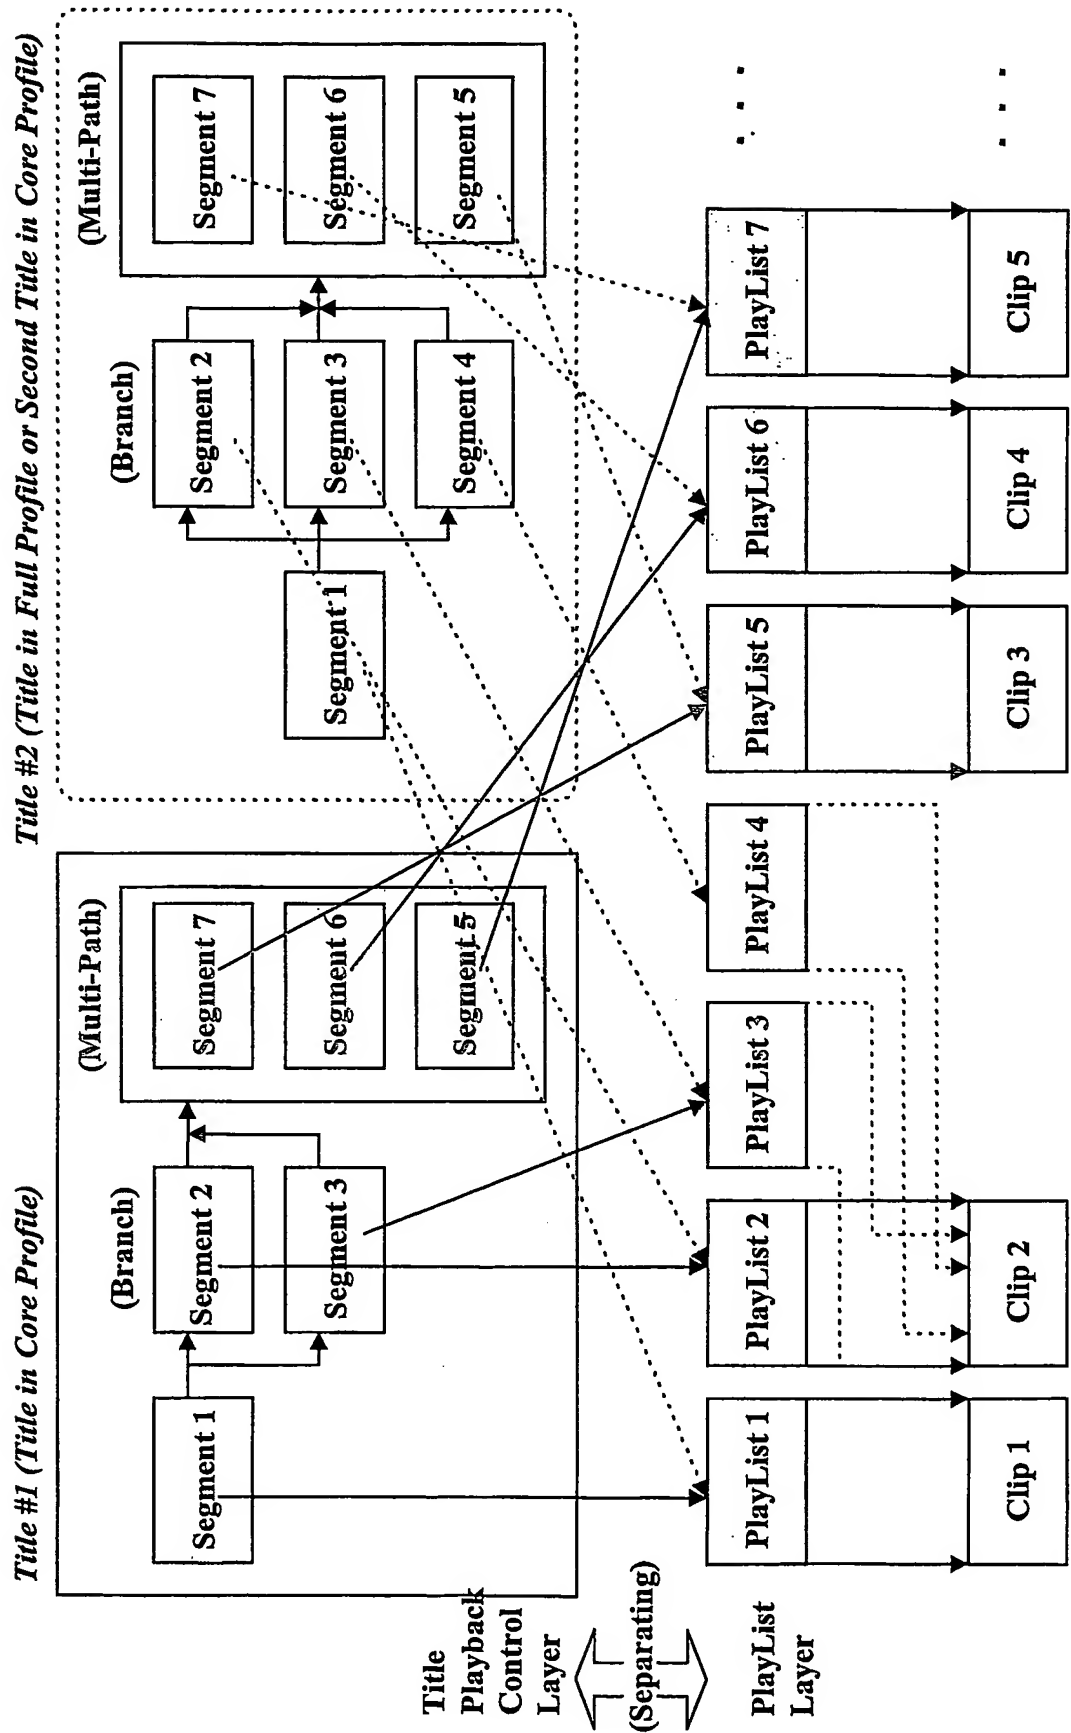 Title #1 (Title in Core Profile)
Title #2 (Title in Full Profile or Second Title in Core Profile)
(Branch)
(Multi-Path)
(Branch)
(Multi-Path)
Segment 1
Segment 2
Segment 3
Segment 7
Segment 6
Segment 5
Segment 1
Segment 2
Segment 3
Segment 4
Segment 7
Segment 6
Segment 5
Title
Playback
Control
Layer
(Separating)
PlayList
Layer
PlayList 1
PlayList 2
PlayList 3
PlayList 4
PlayList 5
PlayList 6
PlayList 7
. . .
Clip 1
Clip 2
Clip 3
Clip 4
Clip 5
. . .